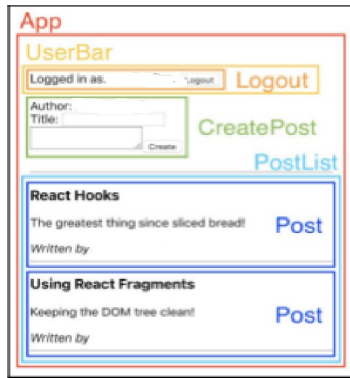 App
UserBar
Logged in as. Logout Logout
Author:
Title:
CreatePost
Create
PostList
React Hooks
The greatest thing since sliced bread! Post
Written by
Using React Fragments
Keeping the DOM tree clean! Post
Written by